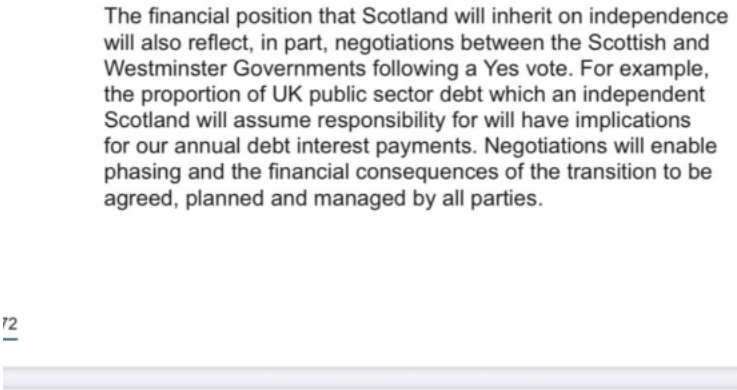 The financial position that Scotland will inherit on independence
will also reflect, in part, negotiations between the Scottish and
Westminster Governments following a Yes vote. For example,
the proportion of UK public sector debt which an independent
Scotland will assume responsibility for will have implications
for our annual debt interest payments. Negotiations will enable
phasing and the financial consequences of the transition to be
agreed, planned and managed by all parties.
72